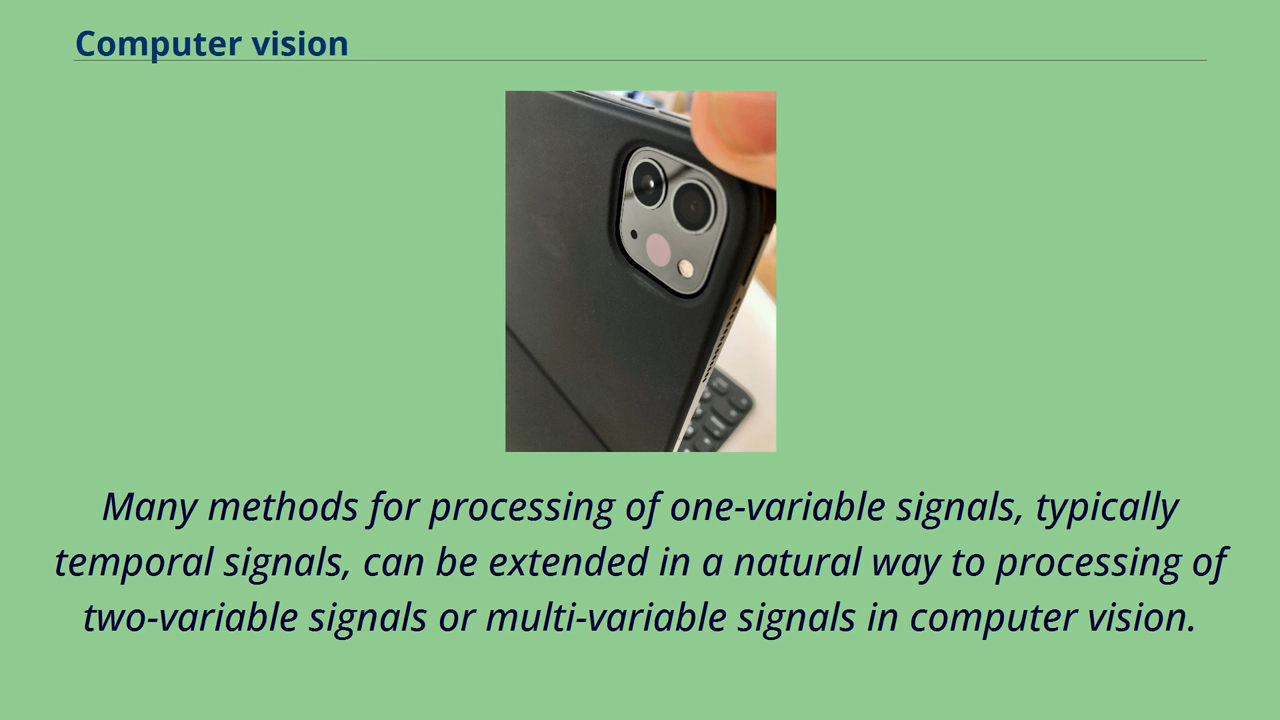 Computer vision
Many methods for processing of one-variable signals, typically
temporal signals, can be extended in a natural way to processing of
two-variable signals or multi-variable signals in computer vision.